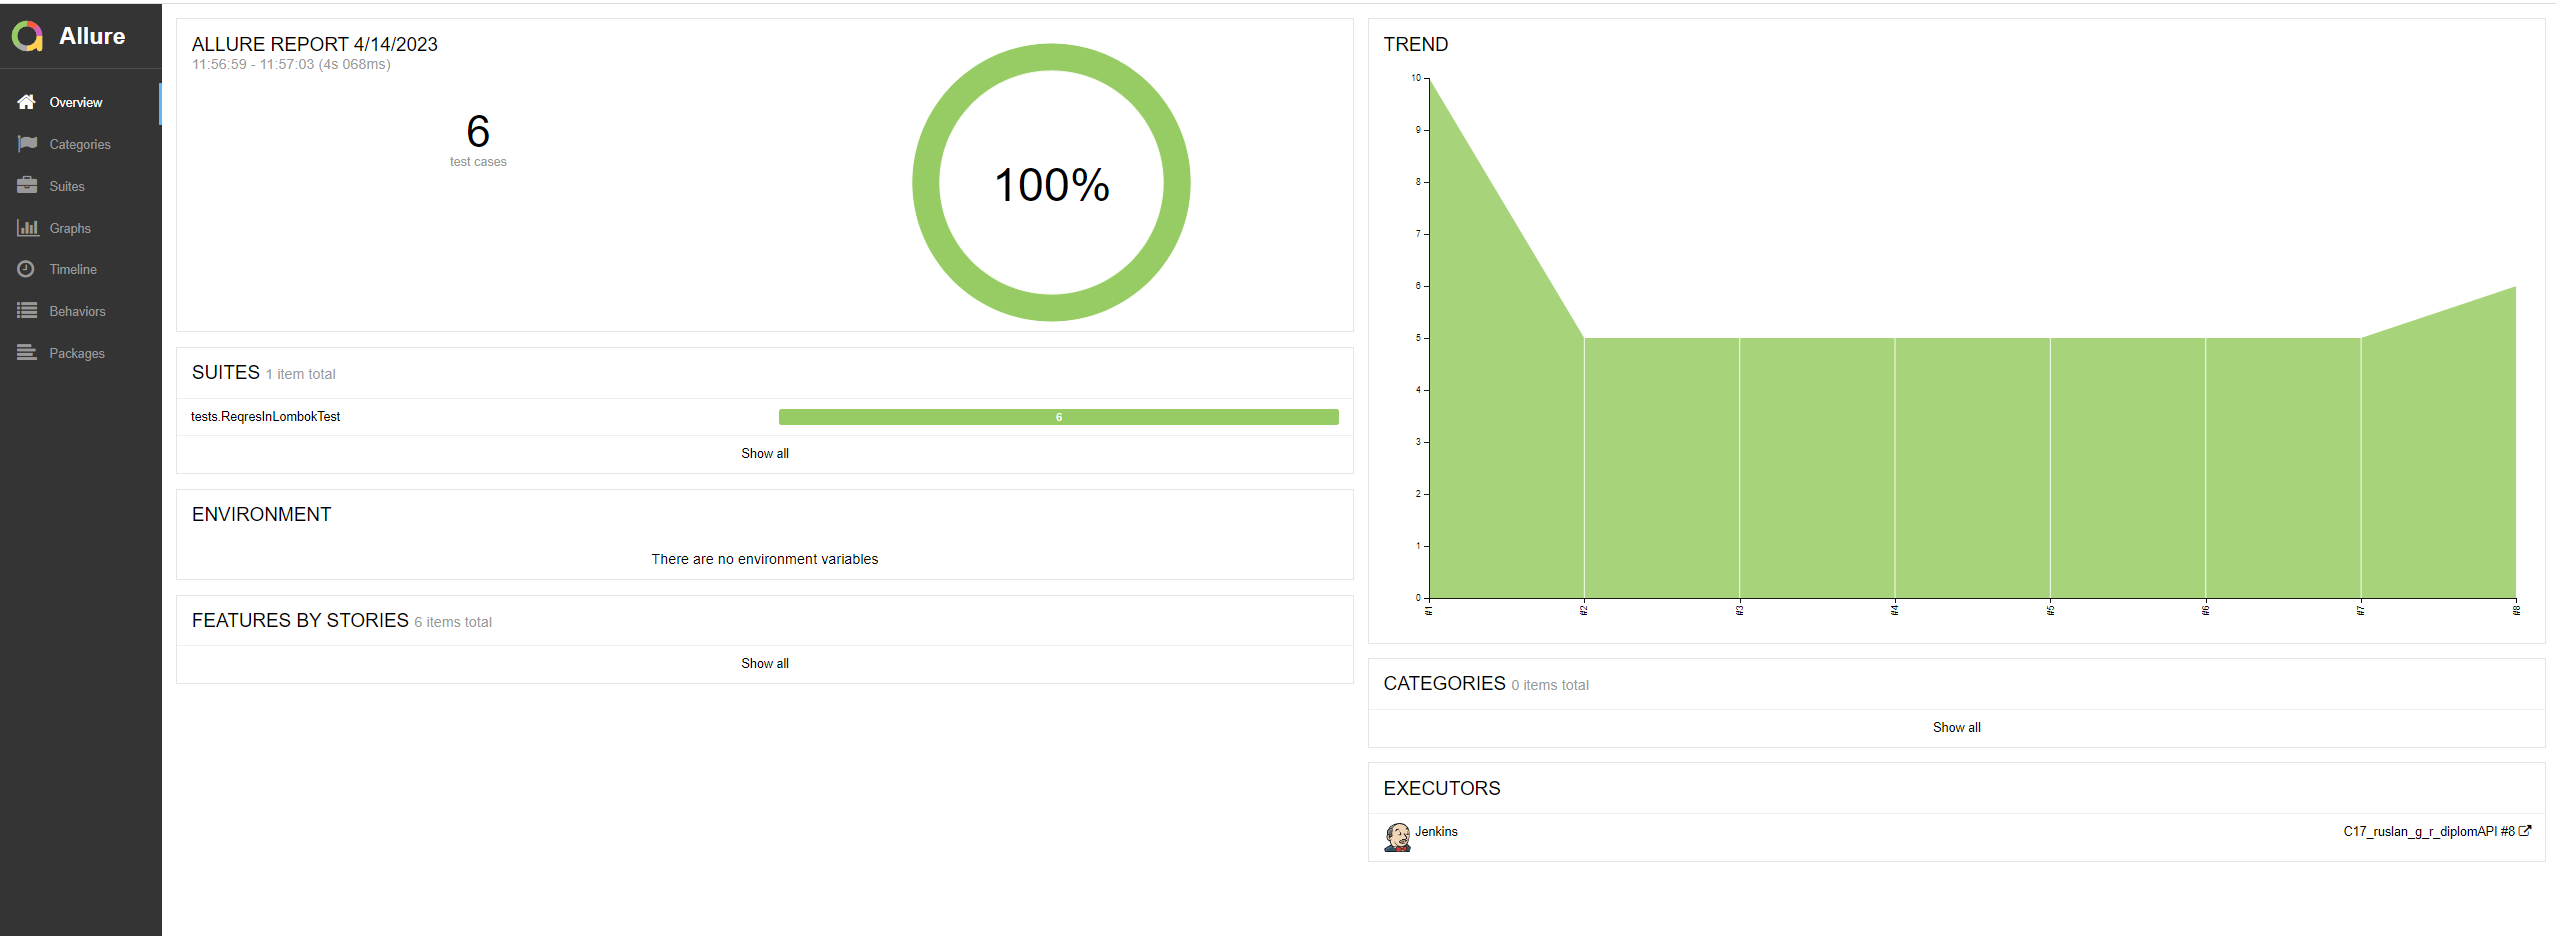 Allure
Overview
Categories
Suites
Graphs
Timeline
Behaviors
Packages
ALLURE REPORT 4/14/2023
11:56:59 - 11:57:03 (4s 068ms)
6
test cases
100%
SUITES 1 item total
tests.ReqresInLombokTest 6
Show all
ENVIRONMENT
There are no environment variables
FEATURES BY STORIES 6 items total
Show all
TREND
10
9
8
7
6
5
4
3
2
1
0
#1 #2 #3 #4 #5 #6 #7 #8
CATEGORIES 0 items total
Show all
EXECUTORS
Jenkins C17_ruslan_g_r_diplomAPI #8